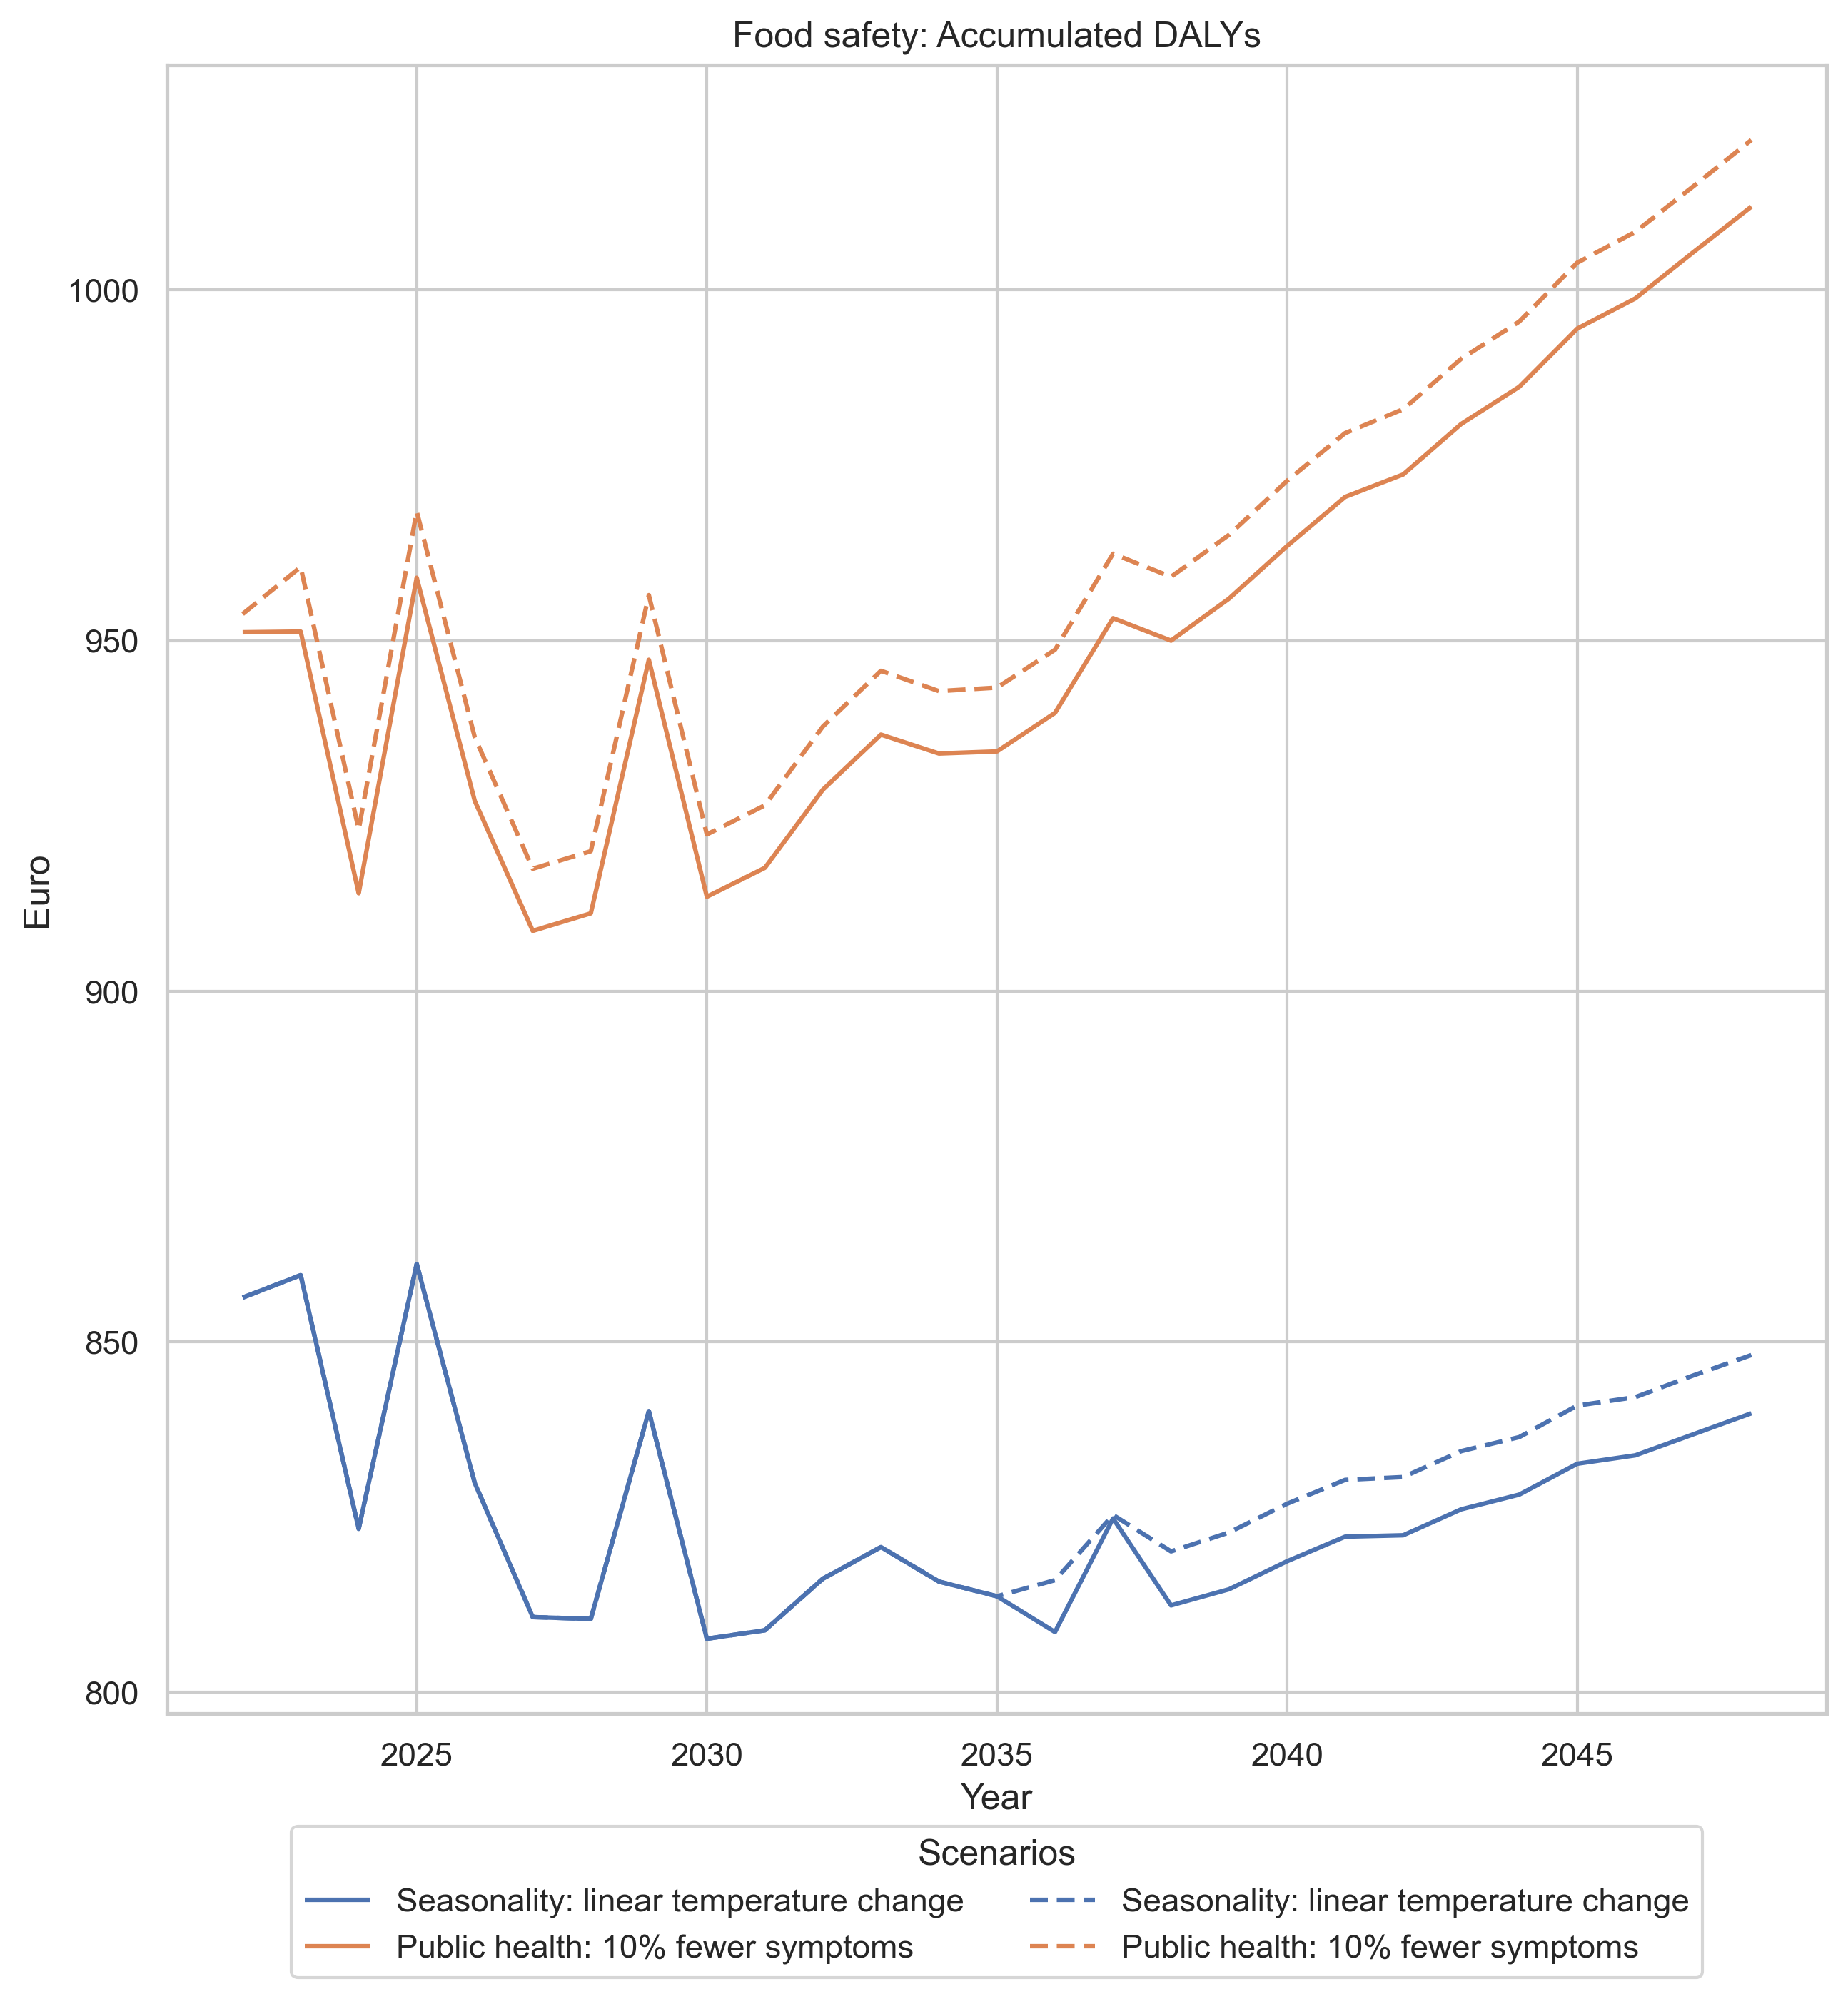 Food safety: Accumulated DALYs
1000
950
900
850
800
Euro
2025 2030 2035 2040 2045
Year
Scenarios
Seasonality: linear temperature change Seasonality: linear temperature change
Public health: 10% fewer symptoms Public health: 10% fewer symptoms